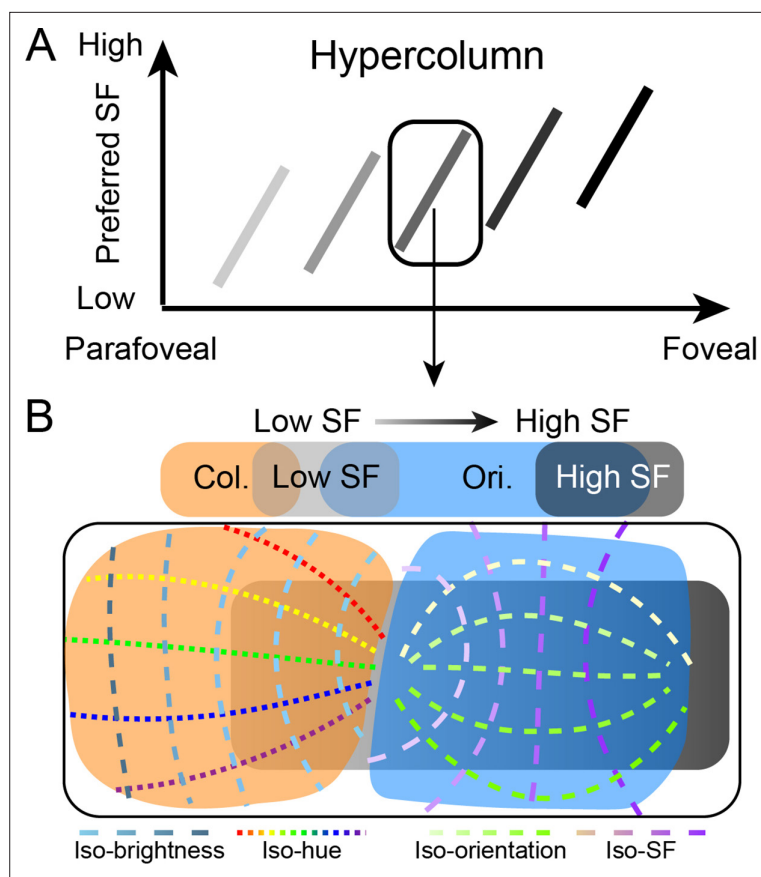 A
High
Hypercolumn
Preferred SF
Low
Parafoveal
Foveal
B
Low SF
High SF
Col.
Low SF
Ori.
High SF
Iso-brightness
Iso-hue
Iso-orientation
Iso-SF